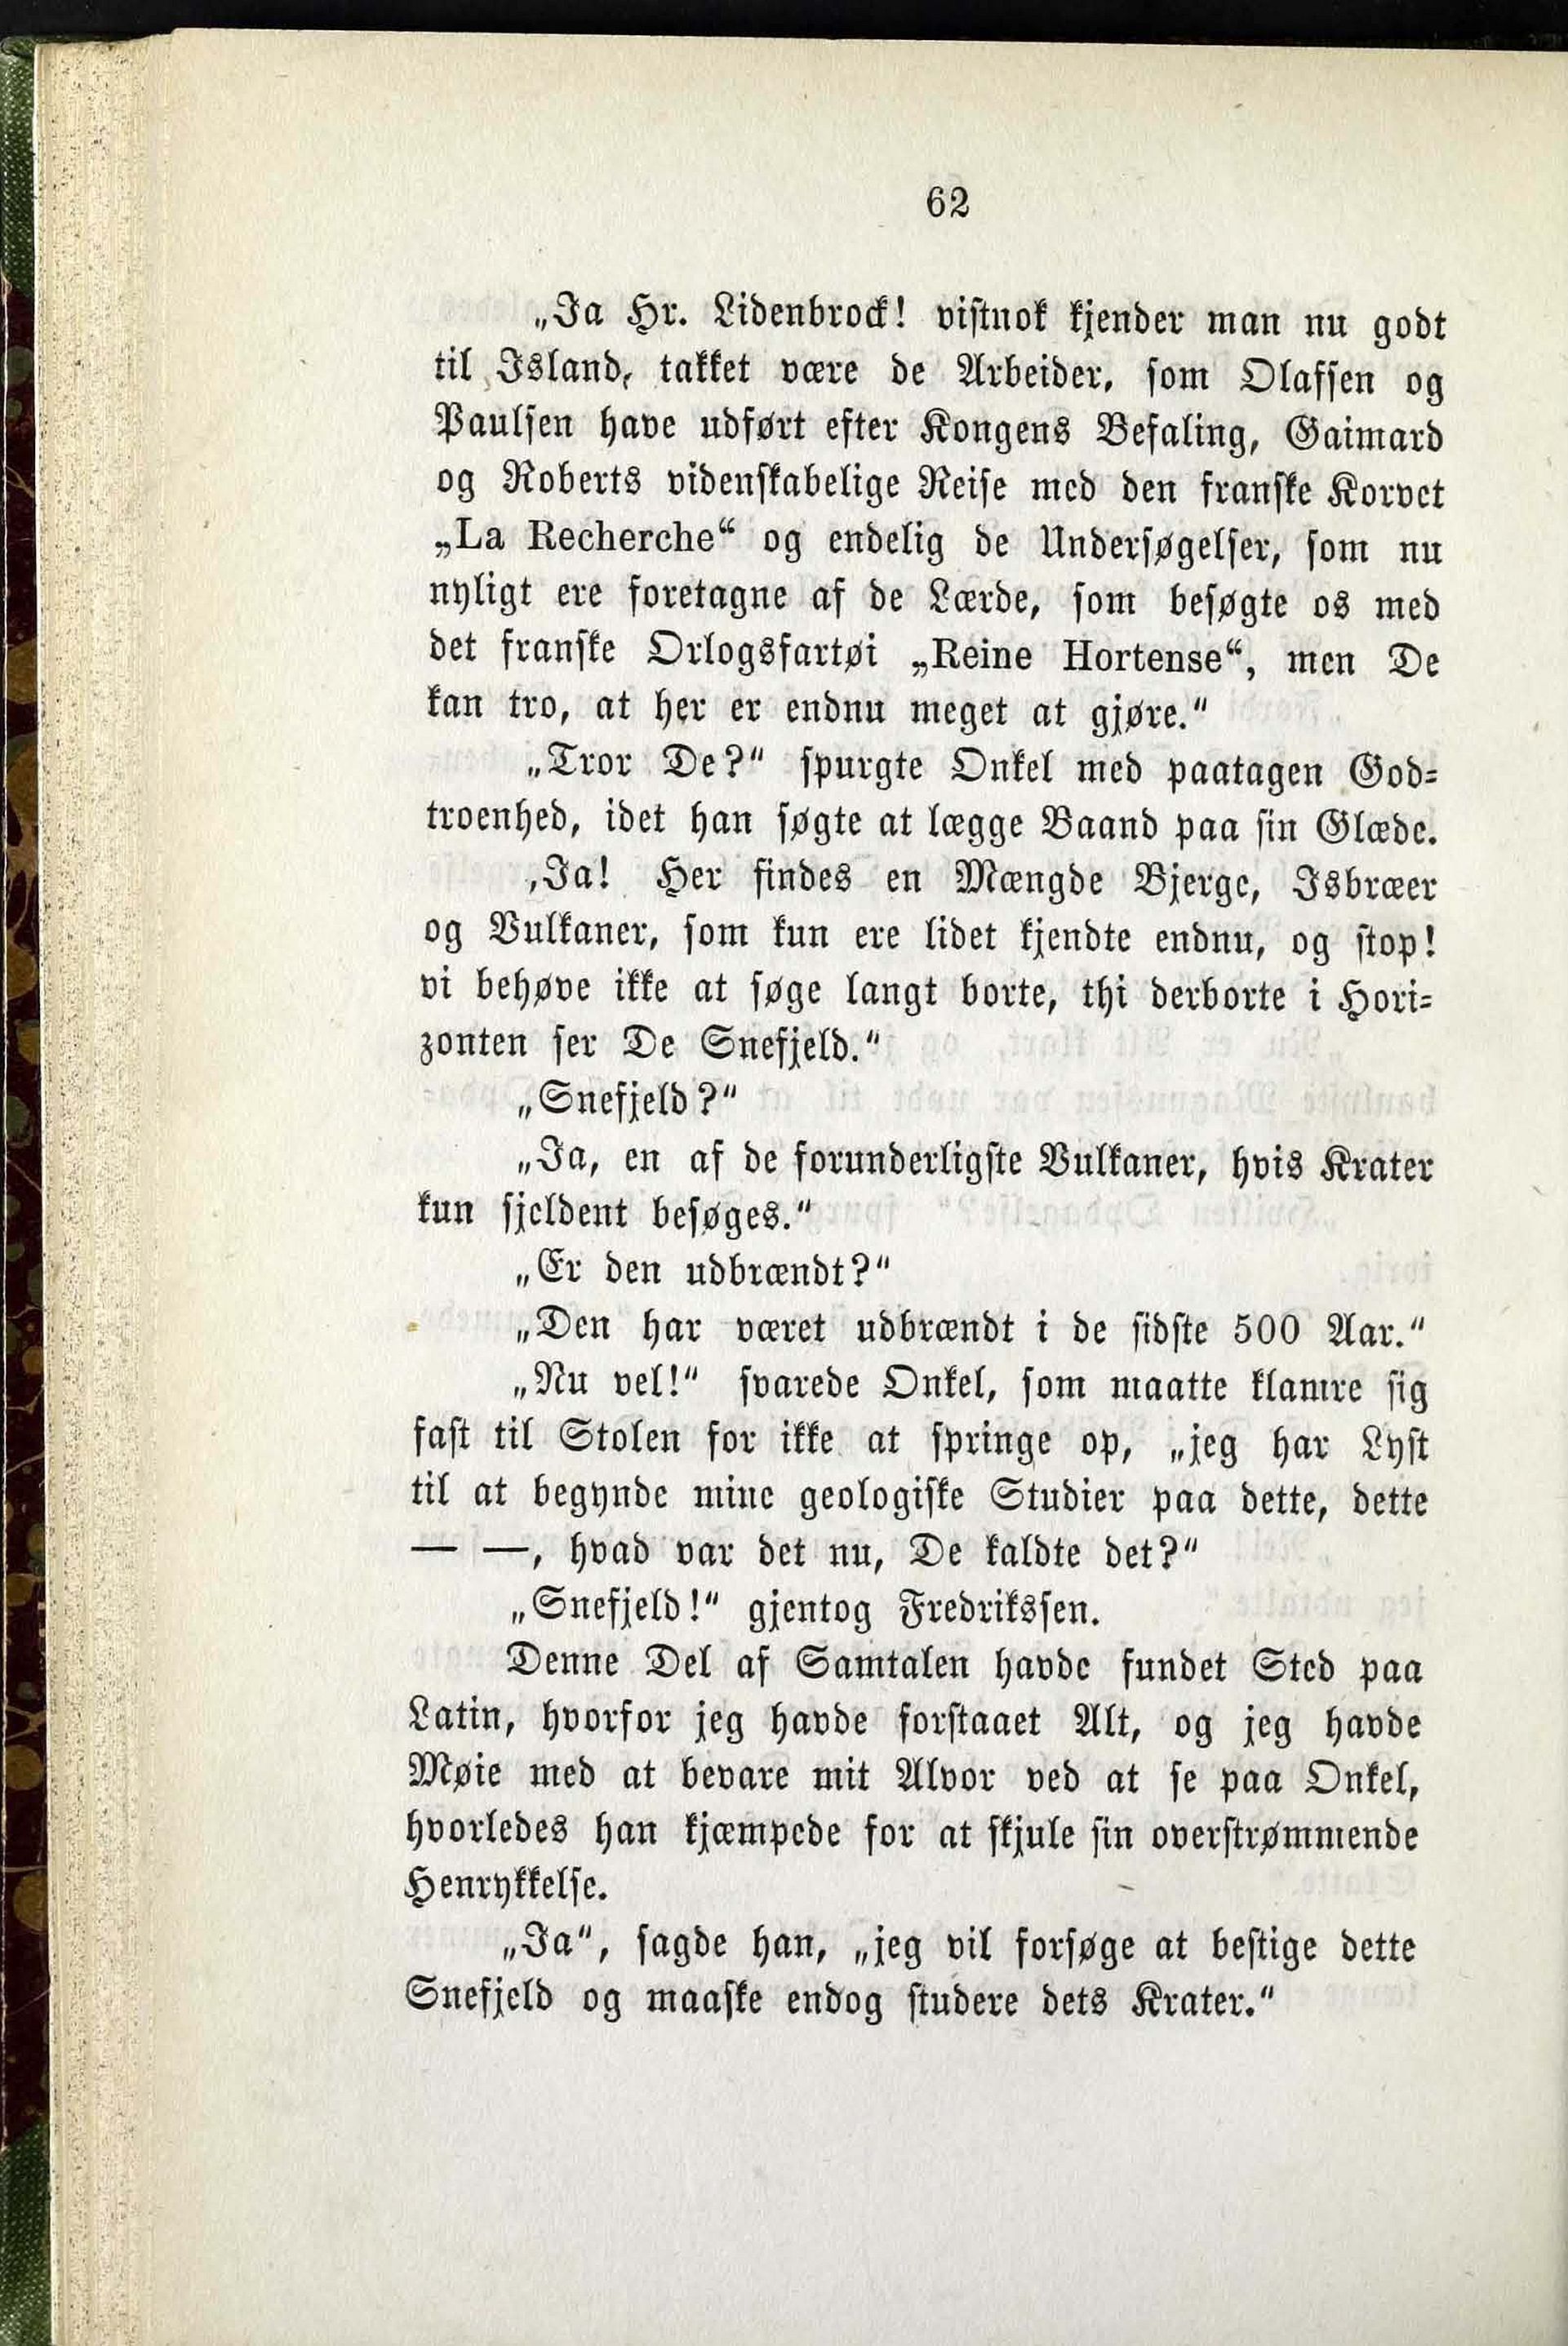 62
„Ja Hr. Lidenbrock! vistnok kjender man nu godt
til Island, takket være de Arbeider, som Olafsen og
Paulsen have udført efter Kongens Befaling, Gaimard
og Roberts videnskabelige Reise med den franske Korvet
„La Recherche“ og endelig de Undersøgelser, som nu
nyligt ere foretagne af de Lærde, som besøgte os med
det franske Orlogsfartøi „Reine Hortense“, men De
kan tro, at her er endnu meget at gjøre."
„Tror De?" spurgte Onkel med paatagen God-
troenhed, idet han søgte at lægge Baand paa sin Glæde.
,Ja! Her findes en Mængde Bjerge, Isbræer
og Vulkaner, som kun ere lidet kjendte endnu, og stop!
vi behøve ikke at søge langt borte, thi derborte i Hori-
zonten ser De Snefjeld."
„Snefjeld?"
„Ja, en af de forunderligste Vulkaner, hvis Krater
kun sjeldent besøges."
„Er den udbrændt?"
„Den har været udbrændt i de sidste 500 Aar."
„Nu vel!" svarede Onkel, som maatte klamre sig
fast til Stolen for ikke at springe op, „jeg har Lyst
til at begynde mine geologiske Studier paa dette, dette
— —, hvad var det nu, De kaldte det?"
„Snefjeld!" gjentog Fredrikssen.
Denne Del af Samtalen havde fundet Sted paa
Latin, hvorfor jeg havde forstaaet Alt, og jeg havde
Møie med at bevare mit Alvor ved at se paa Onkel,
hvorledes han kjæmpede for at skjule sin overstrømmende
Henrykkelse.
„Ja", sagde han, „jeg vil forsøge at bestige dette
Snefjeld og maaske endog studere dets Krater."